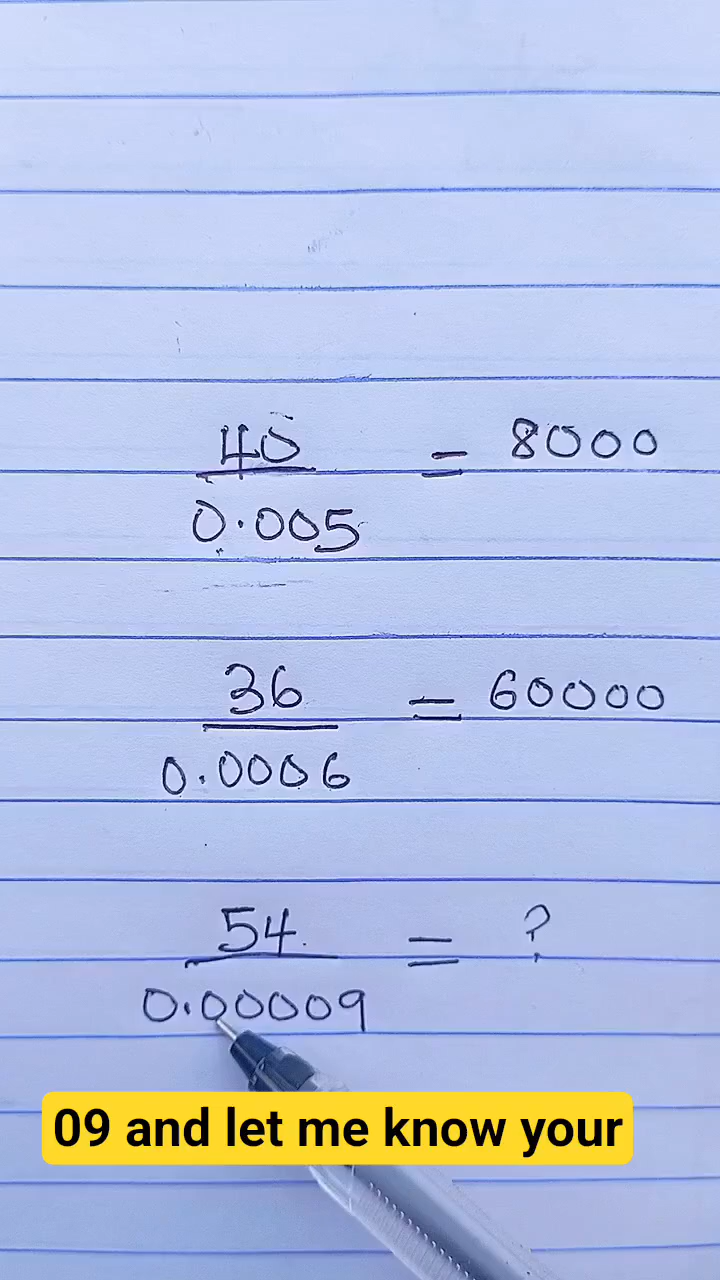 40 = 8000
0.005
36 = 60000
0.0006
54 = ?
0.00009
09 and let me know your